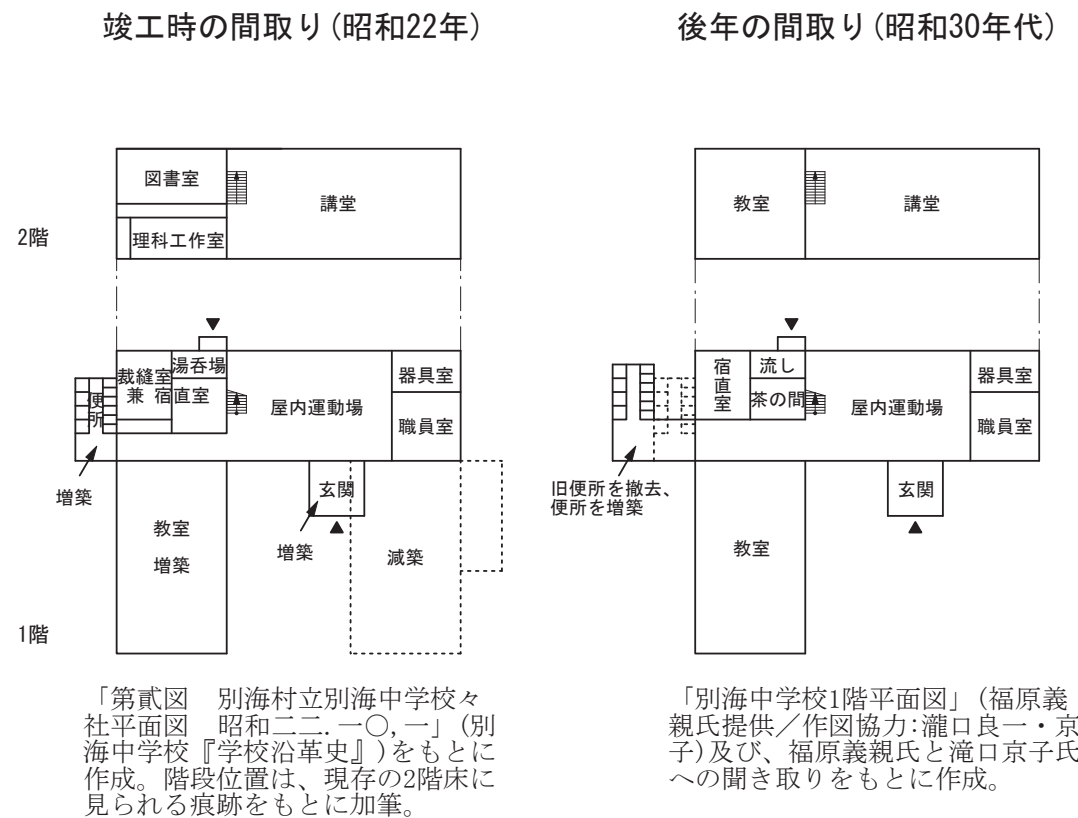 竣工時の間取り(昭和22年)
後年の間取り(昭和30年代)
2階
図書室
講堂
理科工作室
湯呑場
裁縫室
兼 宿直室
便所
屋内運動場
器具室
職員室
増築
玄関
増築
教室
増築
減築
1階
「第貳図　別海村立別海中学校々
社平面図　昭和二二.一〇,一」(別
海中学校『学校沿革史』)をもとに
作成。階段位置は、現存の2階床に
見られる痕跡をもとに加筆。
教室
講堂
宿直室
流し
茶の間
屋内運動場
器具室
職員室
旧便所を撤去、
便所を増築
玄関
教室
「別海中学校1階平面図」(福原義
親氏提供／作図協力:瀧口良一・京
子)及び、福原義親氏と滝口京子氏
への聞き取りをもとに作成。